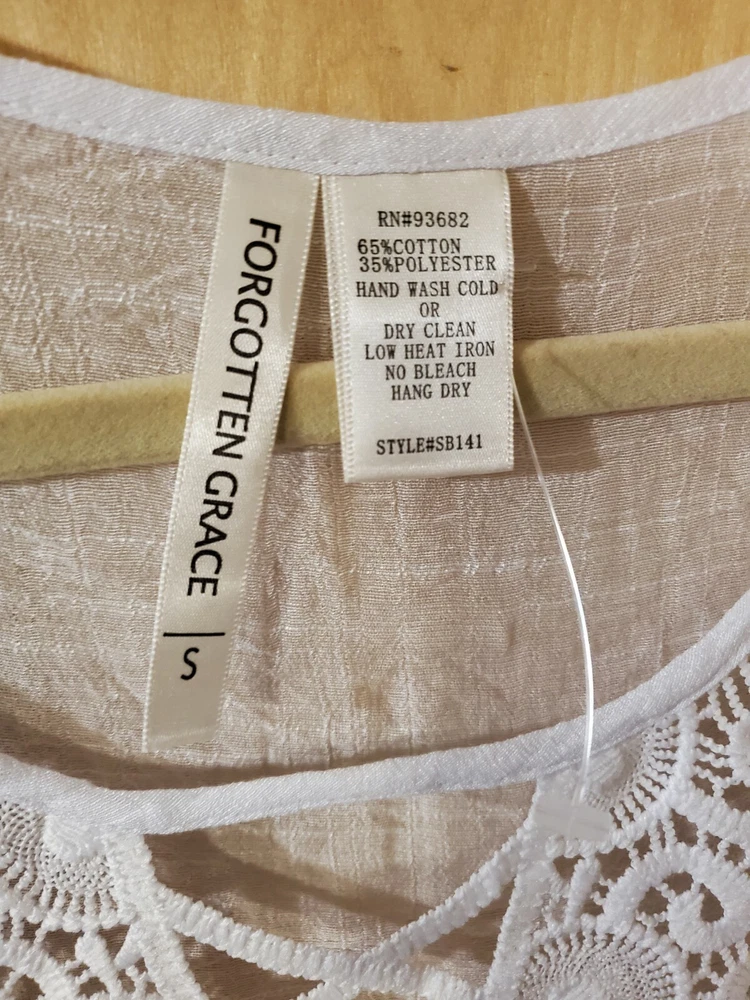 FORGOTTEN GRACE | S
RN#93682
65%COTTON
35%POLYESTER
HAND WASH COLD
OR
DRY CLEAN
LOW HEAT IRON
NO BLEACH
HANG DRY
STYLE#SB141